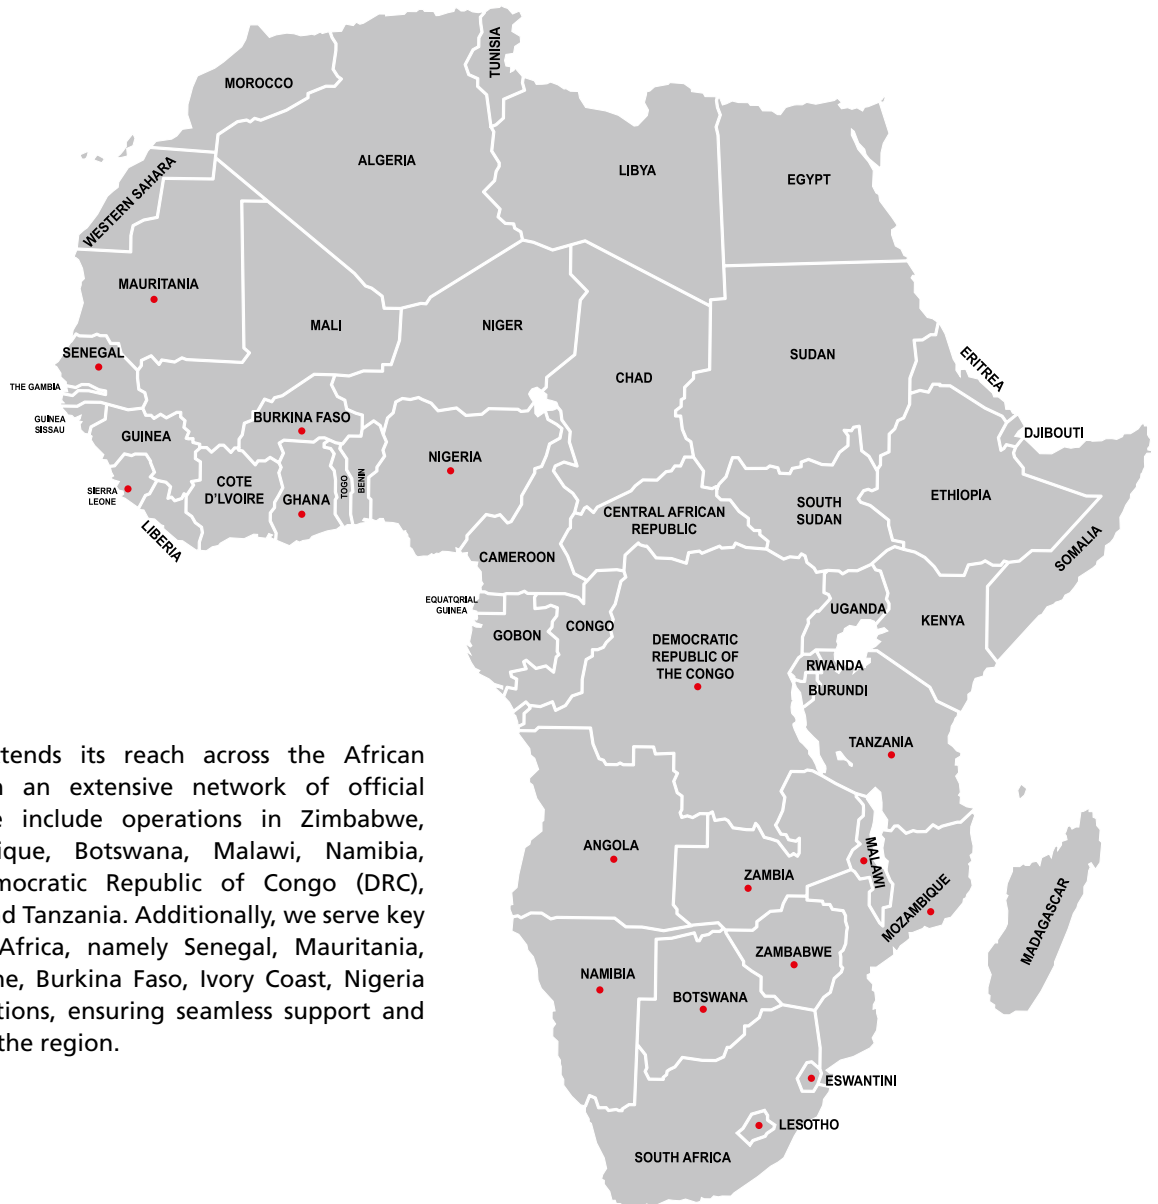 TUNISIA
MOROCCO
ALGERIA
LIBYA
EGYPT
WESTERN SAHARA
MAURITANIA
MALI
NIGER
SENEGAL
CHAD
SUDAN
ERITREA
THE GAMBIA
GUINEA
SISSAU
BURKINA FASO
GUINEA
DJIBOUTI
NIGERIA
COTE
D'LVOIRE
GHANA
TOGO
BENIN
SIERRA
LEONE
LIBERIA
CENTRAL AFRICAN
REPUBLIC
SOUTH
SUDAN
ETHIOPIA
SOMALIA
CAMEROON
EQUATQRIAL
GUINEA
GOBON
CONGO
UGANDA
KENYA
DEMOCRATIC
REPUBLIC OF
THE CONGO
RWANDA
BURUNDI
TANZANIA
tends its reach across the African
an extensive network of official
include operations in Zimbabwe,
ique, Botswana, Malawi, Namibia,
mocratic Republic of Congo (DRC),
d Tanzania. Additionally, we serve key
Africa, namely Senegal, Mauritania,
ne, Burkina Faso, Ivory Coast, Nigeria
tions, ensuring seamless support and
the region.
ANGOLA
ZAMBIA
MALAWI
MOZAMBIQUE
MADAGASCAR
NAMIBIA
ZAMBABWE
BOTSWANA
ESWANTINI
LESOTHO
SOUTH AFRICA